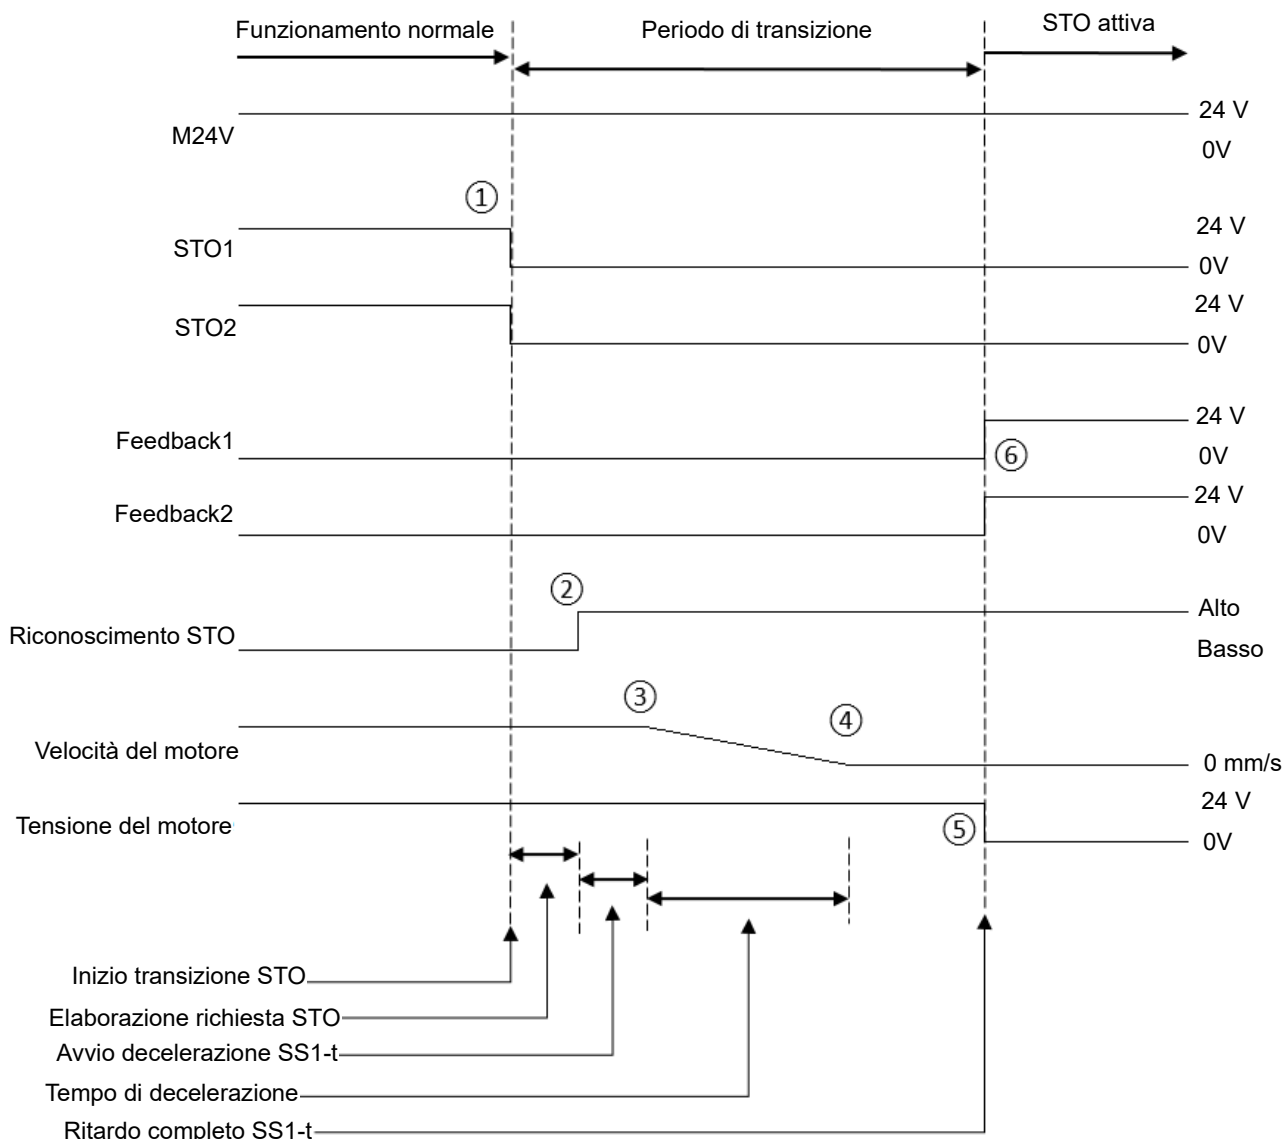 Funzionamento normale
Periodo di transizione
STO attiva
M24V
24 V
0V
①
STO1
24 V
0V
STO2
24 V
0V
Feedback1
24 V
0V
⑥
Feedback2
24 V
0V
②
Riconoscimento STO
Alto
Basso
③
④
Velocità del motore
0 mm/s
Tensione del motore
24 V
0V
⑤
Inizio transizione STO
Elaborazione richiesta STO
Avvio decelerazione SS1-t
Tempo di decelerazione
Ritardo completo SS1-t